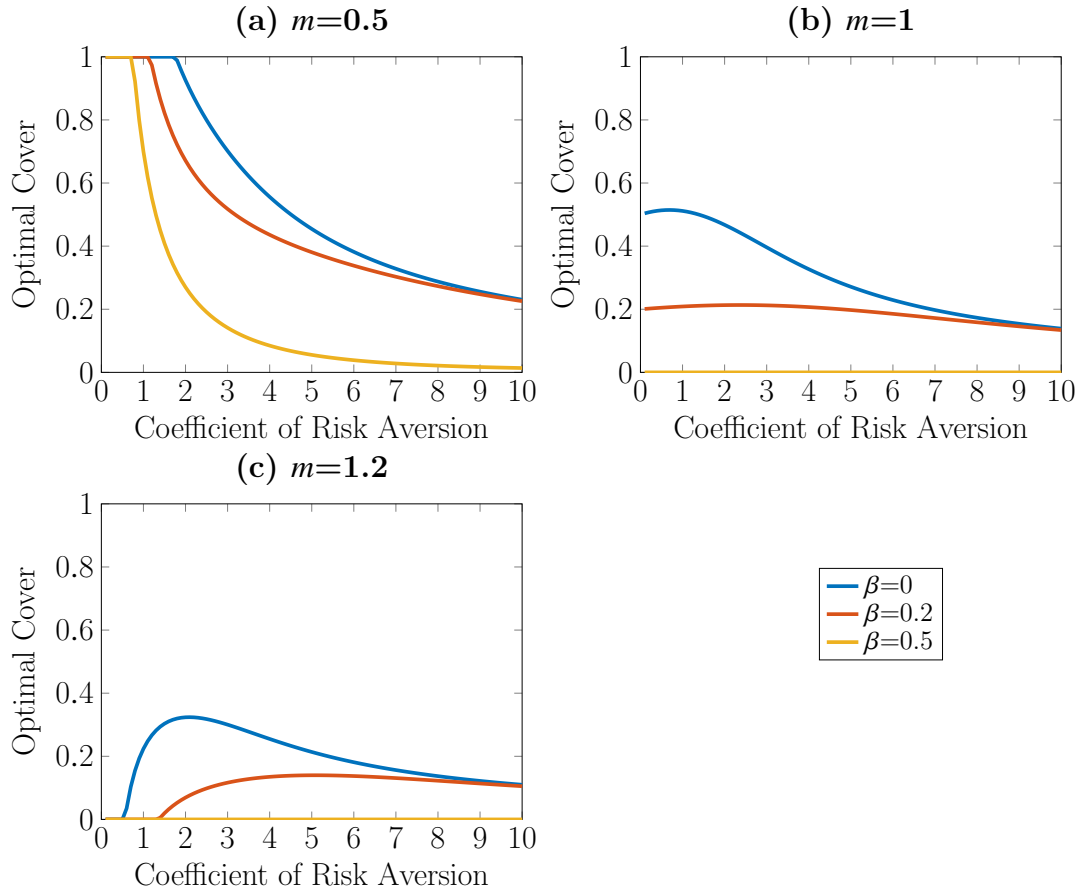 (a) m=0.5
1
0.8
0.6
0.4
0.2
0
Optimal Cover
0 1 2 3 4 5 6 7 8 9 10
Coefficient of Risk Aversion
(b) m=1
1
0.8
0.6
0.4
0.2
0
Optimal Cover
0 1 2 3 4 5 6 7 8 9 10
Coefficient of Risk Aversion
(c) m=1.2
1
0.8
0.6
0.4
0.2
0
Optimal Cover
0 1 2 3 4 5 6 7 8 9 10
Coefficient of Risk Aversion
β=0
β=0.2
β=0.5